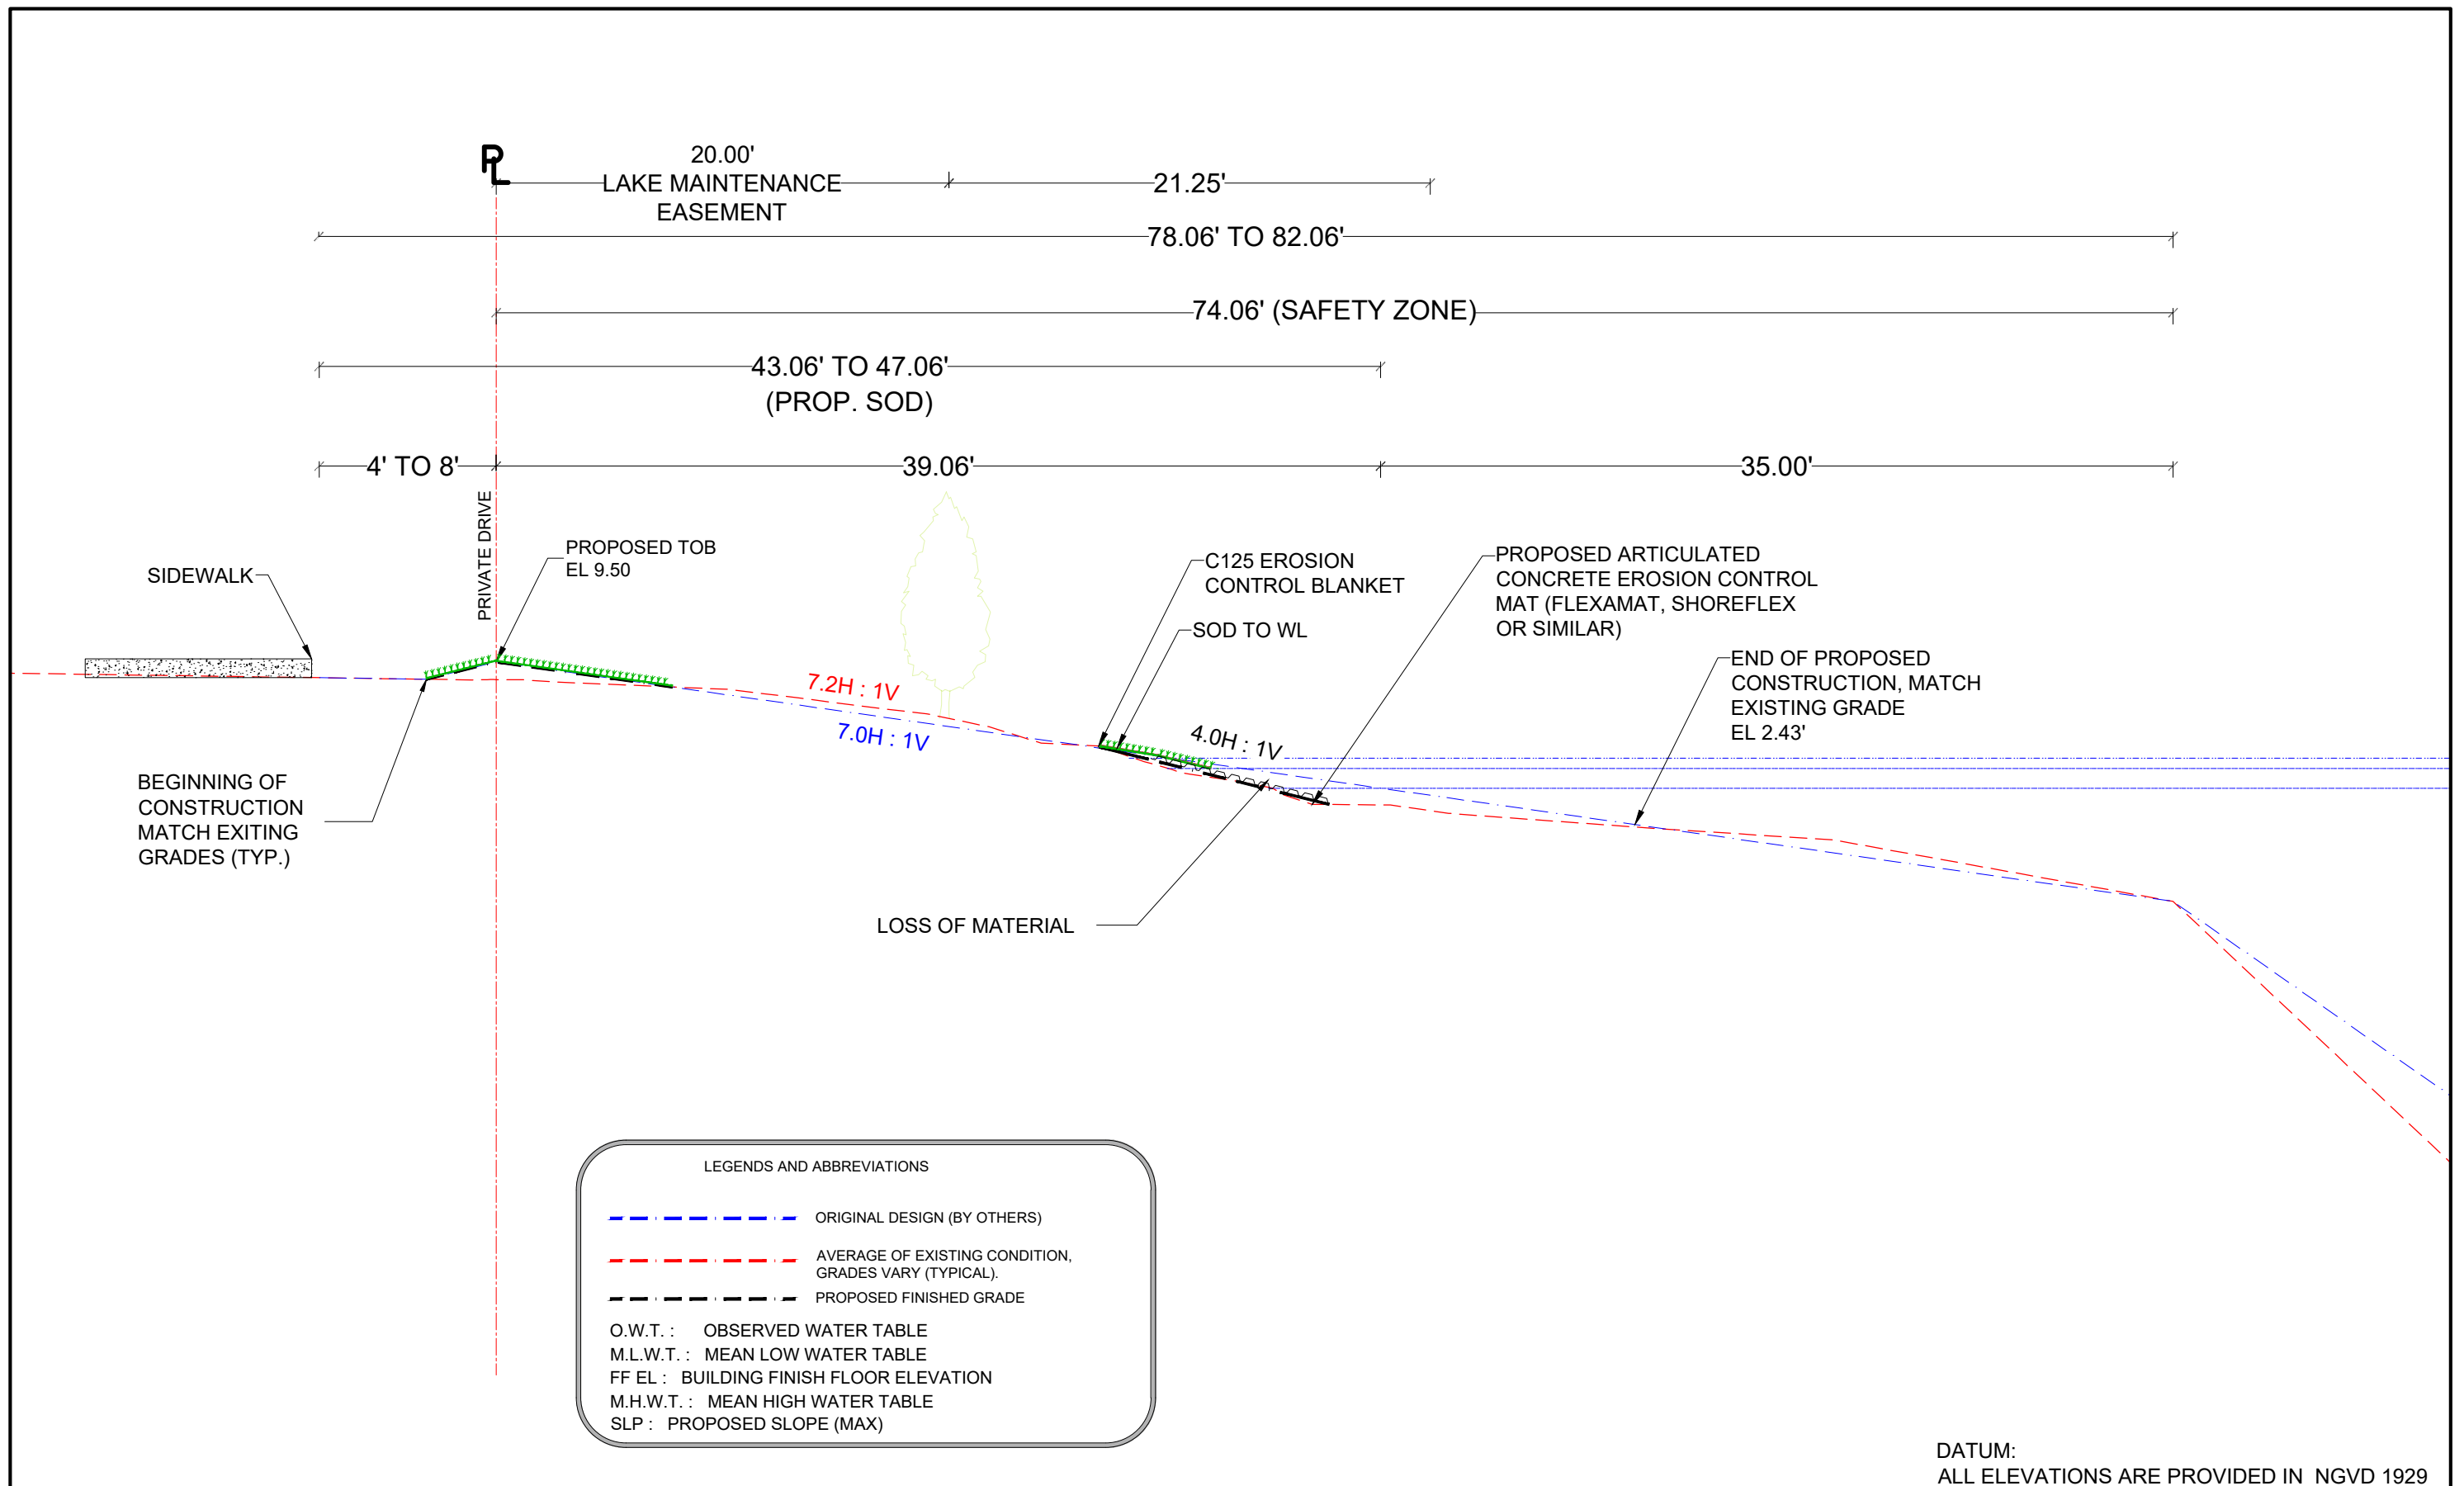 PL
20.00'
LAKE MAINTENANCE
EASEMENT
21.25'
78.06' TO 82.06'
74.06' (SAFETY ZONE)
43.06' TO 47.06'
(PROP. SOD)
4' TO 8'
39.06'
35.00'
PRIVATE DRIVE
SIDEWALK
PROPOSED TOB
EL 9.50
C125 EROSION
CONTROL BLANKET
SOD TO WL
PROPOSED ARTICULATED
CONCRETE EROSION CONTROL
MAT (FLEXAMAT, SHOREFLEX
OR SIMILAR)
END OF PROPOSED
CONSTRUCTION, MATCH
EXISTING GRADE
EL 2.43'
7.2H : 1V
7.0H : 1V
4.0H : 1V
BEGINNING OF
CONSTRUCTION
MATCH EXITING
GRADES (TYP.)
LOSS OF MATERIAL
LEGENDS AND ABBREVIATIONS
ORIGINAL DESIGN (BY OTHERS)
AVERAGE OF EXISTING CONDITION,
GRADES VARY (TYPICAL).
PROPOSED FINISHED GRADE
O.W.T. : OBSERVED WATER TABLE
M.L.W.T. : MEAN LOW WATER TABLE
FF EL : BUILDING FINISH FLOOR ELEVATION
M.H.W.T. : MEAN HIGH WATER TABLE
SLP : PROPOSED SLOPE (MAX)
DATUM:
ALL ELEVATIONS ARE PROVIDED IN NGVD 1929